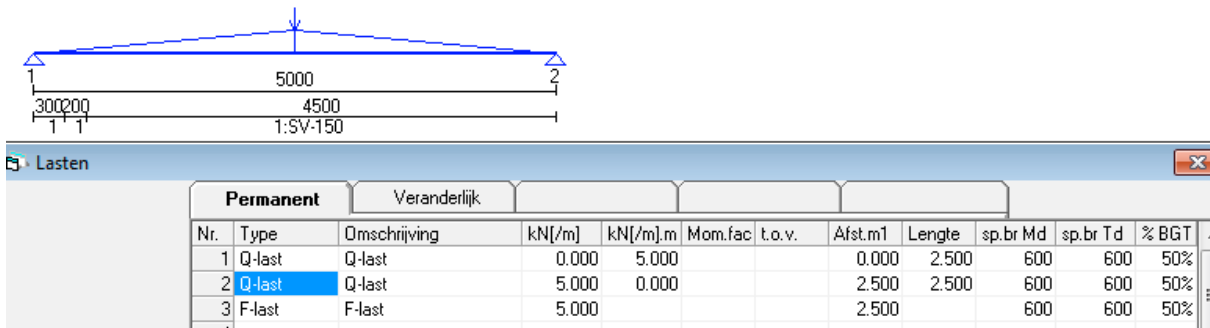 1 5000 2
300 200 4500
1 1 1:SV-150
Lasten
Permanent Veranderlijk
Nr. Type Omschrijving kN[/m] kN[/m].m Mom.fac t.o.v. Afst.m1 Lengte sp.br Md sp.br Td % BGT
1 Q-last Q-last 0.000 5.000 0.000 2.500 600 600 50%
2 Q-last Q-last 5.000 0.000 2.500 2.500 600 600 50%
3 F-last F-last 5.000 2.500 600 600 50%